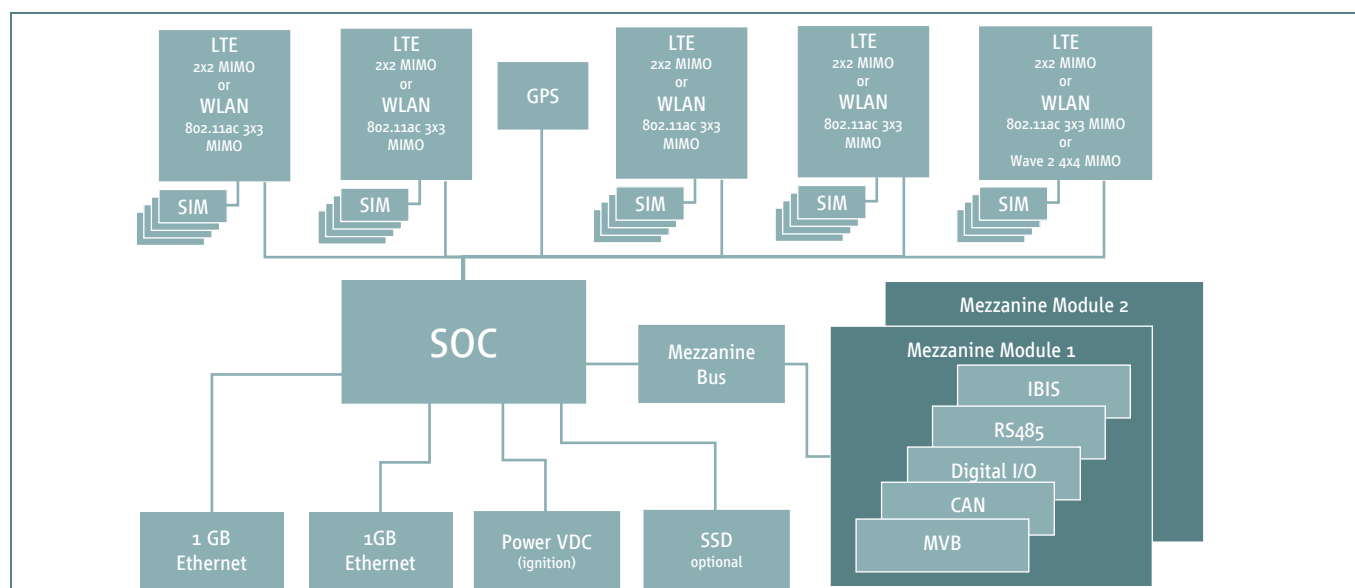 LTE
2x2 MIMO
or
WLAN
802.11ac 3x3
MIMO
SIM
LTE
2x2 MIMO
or
WLAN
802.11ac 3x3
MIMO
SIM
GPS
LTE
2x2 MIMO
or
WLAN
802.11ac 3x3
MIMO
SIM
LTE
2x2 MIMO
or
WLAN
802.11ac 3x3
MIMO
SIM
LTE
2x2 MIMO
or
WLAN
802.11ac 3x3 MIMO
or
Wave 2 4x4 MIMO
SIM
SOC
Mezzanine
Bus
Mezzanine Module 2
Mezzanine Module 1
IBIS
RS485
Digital I/O
CAN
MVB
1 GB
Ethernet
1GB
Ethernet
Power VDC
(ignition)
SSD
optional